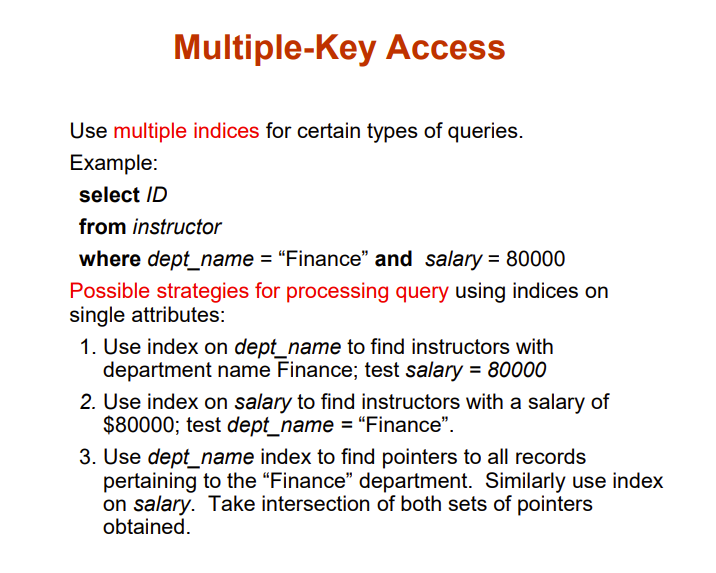 Multiple-Key Access
Use multiple indices for certain types of queries.
Example:
select ID
from instructor
where dept_name = “Finance” and salary = 80000
Possible strategies for processing query using indices on
single attributes:
1. Use index on dept_name to find instructors with
department name Finance; test salary = 80000
2. Use index on salary to find instructors with a salary of
$80000; test dept_name = “Finance”.
3. Use dept_name index to find pointers to all records
pertaining to the “Finance” department. Similarly use index
on salary. Take intersection of both sets of pointers
obtained.